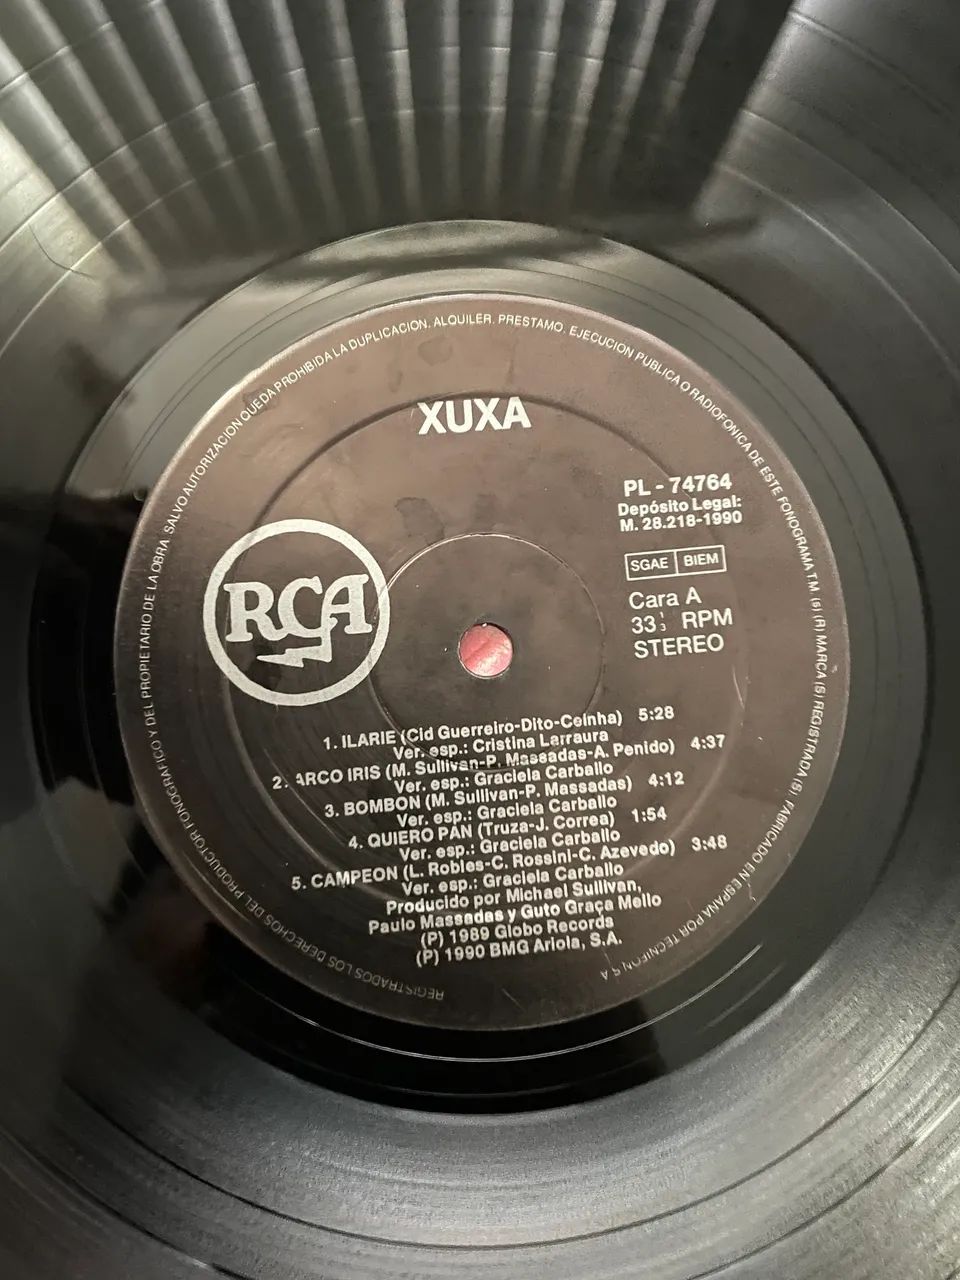 REGISTRADOS LOS DERECHOS DEL PRODUCTOR FONOGRAFICO Y DEL PROPIETARIO DE LA OBRA. SALVO AUTORIZACION QUEDA PROHIBIDA LA DUPLICACION. ALQUILER. PRESTAMO. EJECUCION PUBLICA O RADIOFONICA DE ESTE FONOGRAMA T.M. (S) (R) MARCA (S) REGISTRADA (S). FABRICADO EN ESPAÑA POR TECNIFON S.A.
XUXA
PL - 74764
Depósito Legal:
M. 28.218-1990
SGAE BIEM
RCA
Cara A
33 1/3 RPM
STEREO
1. ILARIE (Cid Guerreiro-Dito-Ceinha) 5:28
Ver. esp.: Cristina Larraura
2. ARCO IRIS (M. Sullivan-P. Massadas-A. Penido) 4:37
Ver. esp.: Graciela Carballo
3. BOMBON (M. Sullivan-P. Massadas) 4:12
Ver. esp.: Graciela Carballo
4. QUIERO PAN (Truza-J. Correa) 1:54
Ver. esp.: Graciela Carballo
5. CAMPEON (L. Robles-C. Rossini-C. Azevedo) 3:48
Ver. esp.: Graciela Carballo
Producido por Michael Sullivan,
Paulo Massadas y Guto Graça Mello
(P) 1989 Globo Records
(P) 1990 BMG Ariola, S.A.